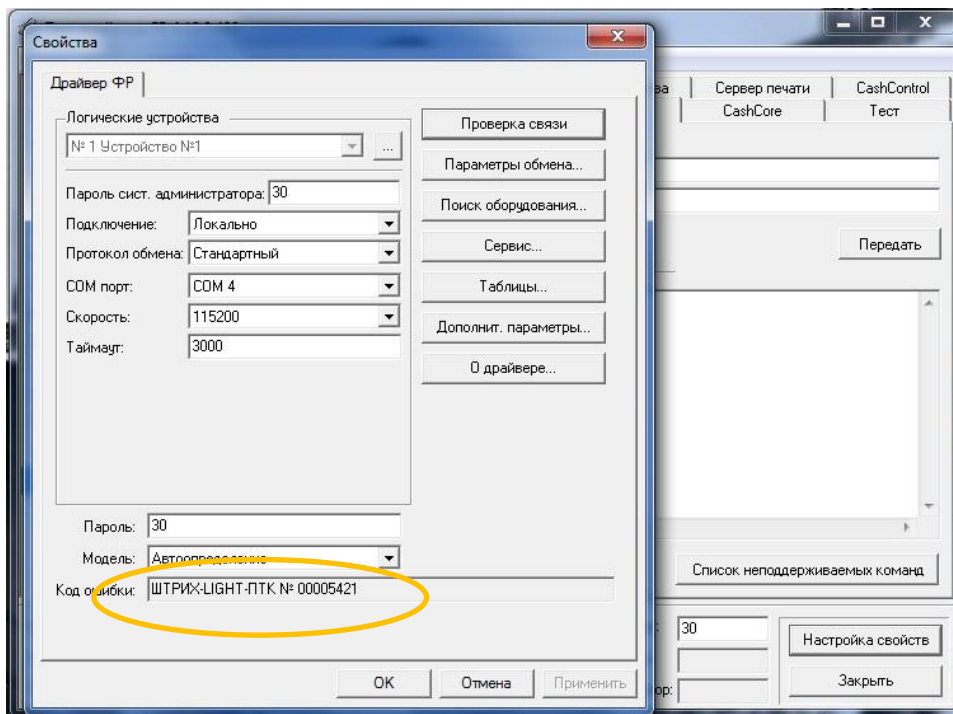 Свойства
Драйвер ФР
Логические устройства
№ 1 Устройство №1
...
Пароль сист. администратора: 30
Подключение: Локально
Протокол обмена: Стандартный
COM порт: COM 4
Скорость: 115200
Таймаут: 3000
Проверка связи
Параметры обмена...
Поиск оборудования...
Сервис...
Таблицы...
Дополнит. параметры...
О драйвере...
Пароль: 30
Модель: Автоопределение
Код ошибки: ШТРИХ-LIGHT-ПТК № 00005421
OK
Отмена
Применить
ва
Сервер печати
CashControl
CashCore
Тест
Передать
Список неподдерживаемых команд
: 30
ор:
Настройка свойств
Закрыть